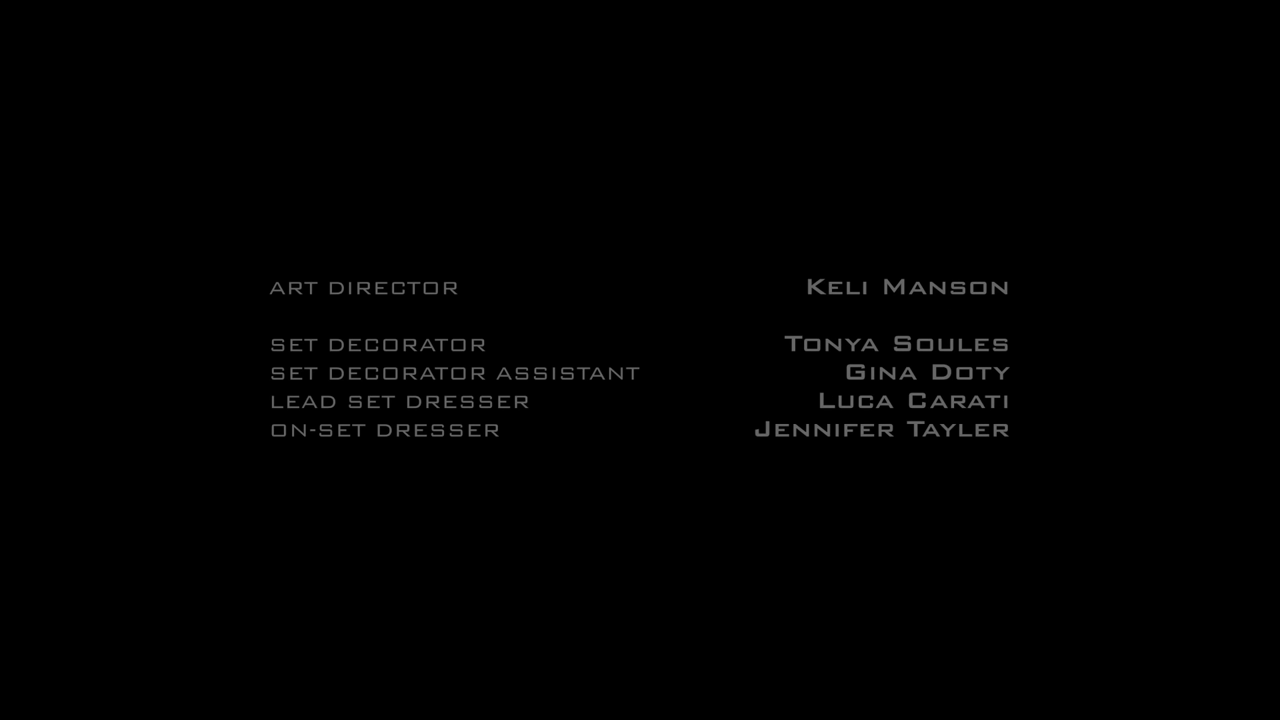 ART DIRECTOR Keli Manson
SET DECORATOR Tonya Soules
SET DECORATOR ASSISTANT Gina Doty
LEAD SET DRESSER Luca Carati
ON-SET DRESSER Jennifer Tayler